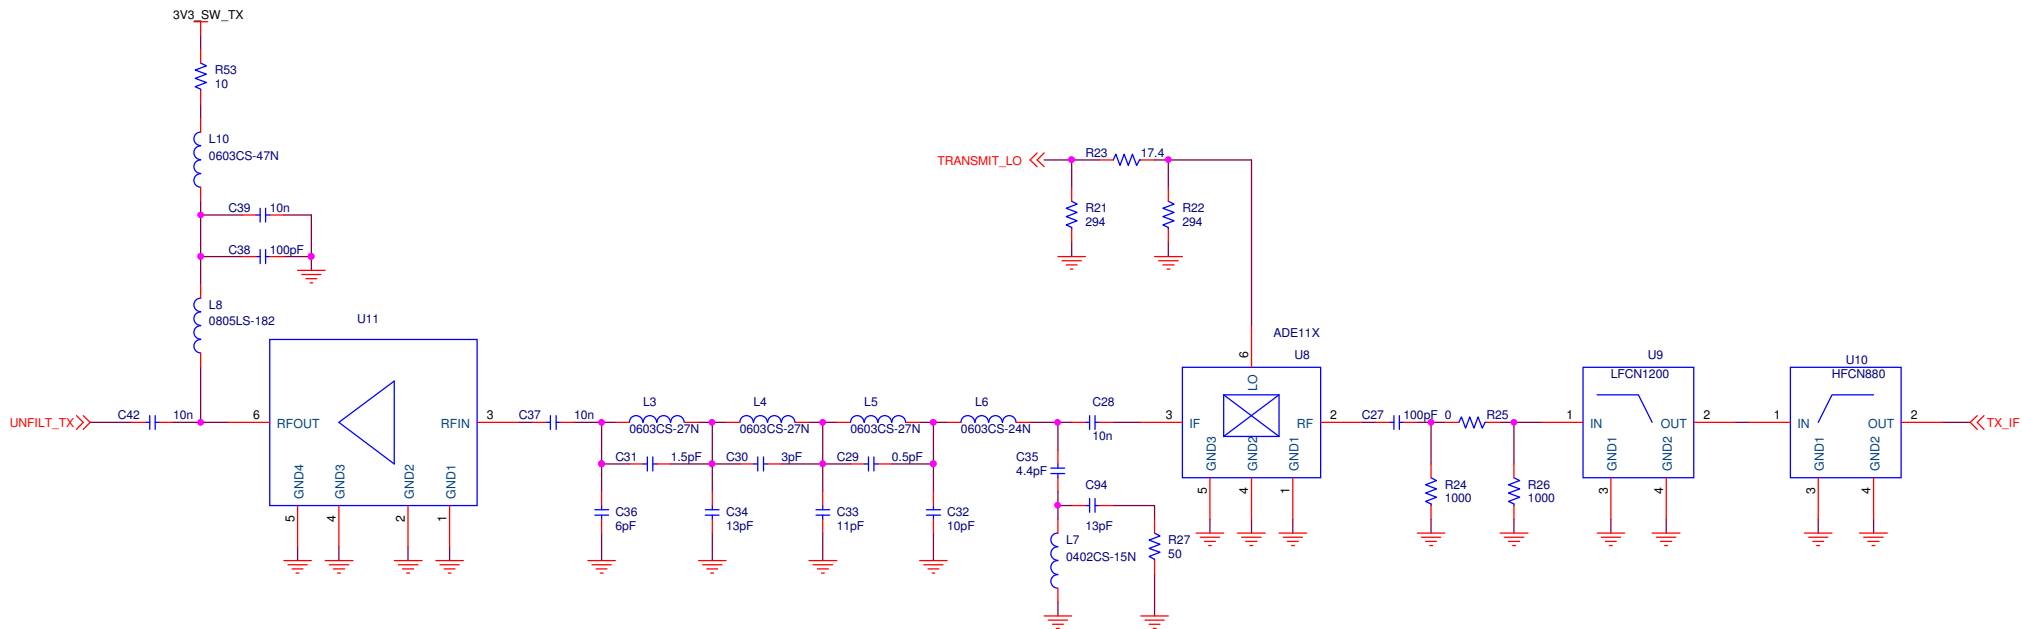 3V3_SW_TX
R53
10
L10
0603CS-47N
C39 10n
C38 100pF
L8
0805LS-182
U11
UNFILT_TX
C42 10n
6
RFOUT
RFIN
3
GND4
GND3
GND2
GND1
5
4
2
1
C37 10n
L3
0603CS-27N
L4
0603CS-27N
L5
0603CS-27N
L6
0603CS-24N
C31 1.5pF
C30 3pF
C29 0.5pF
C36
6pF
C34
13pF
C33
11pF
C32
10pF
C35
4.4pF
C28
10n
C94
13pF
L7
0402CS-15N
R27
50
TRANSMIT_LO
R23 17.4
R21
294
R22
294
ADE11X
U8
6
LO
3
IF
RF
2
GND3
GND2
GND1
5
4
1
C27 100pF
0 R25
R24
1000
R26
1000
U9
LFCN1200
1
IN
OUT
2
GND1
GND2
3
4
U10
HFCN880
1
IN
OUT
2
GND1
GND2
3
4
TX_IF